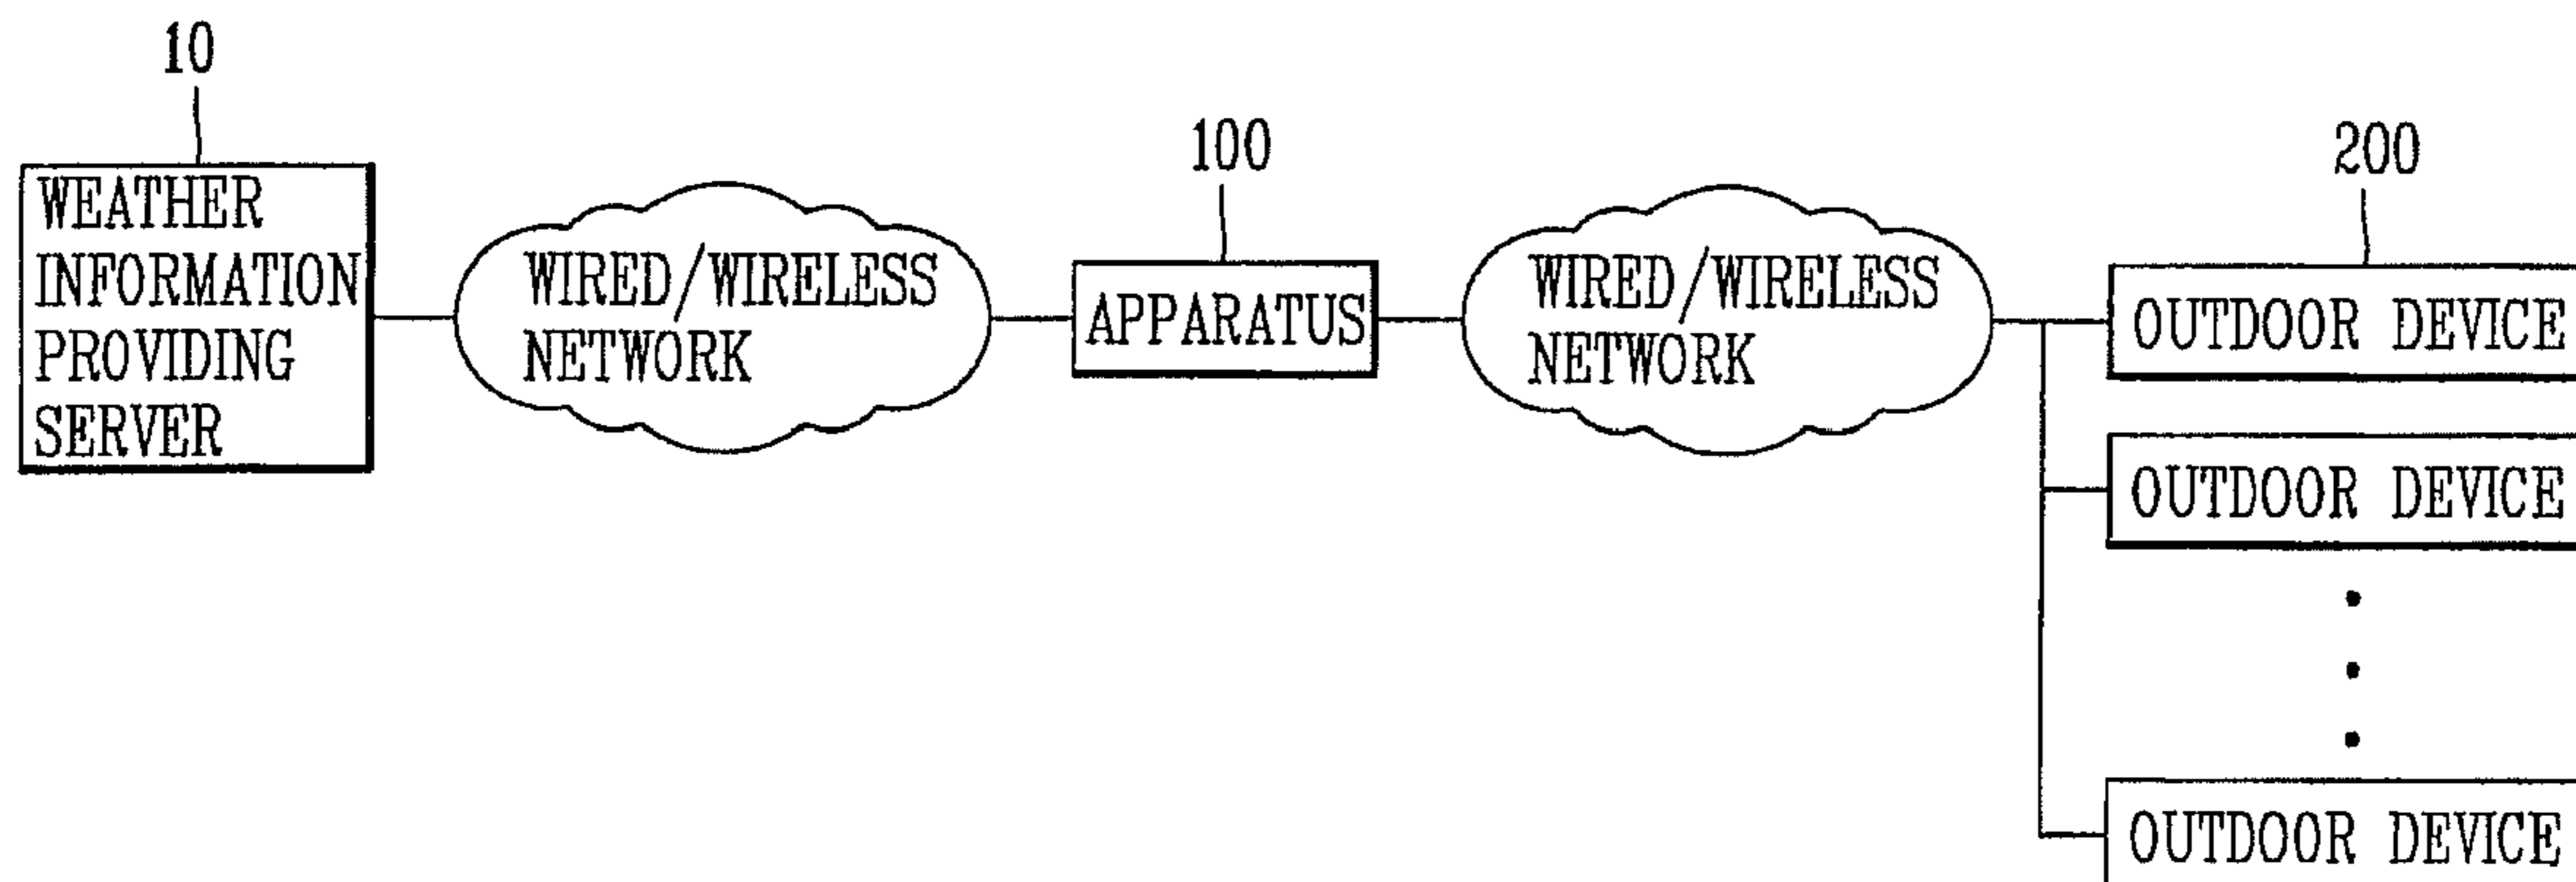 10
WEATHER
INFORMATION
PROVIDING
SERVER
WIRED/WIRELESS
NETWORK
100
APPARATUS
WIRED/WIRELESS
NETWORK
200
OUTDOOR DEVICE
OUTDOOR DEVICE
OUTDOOR DEVICE